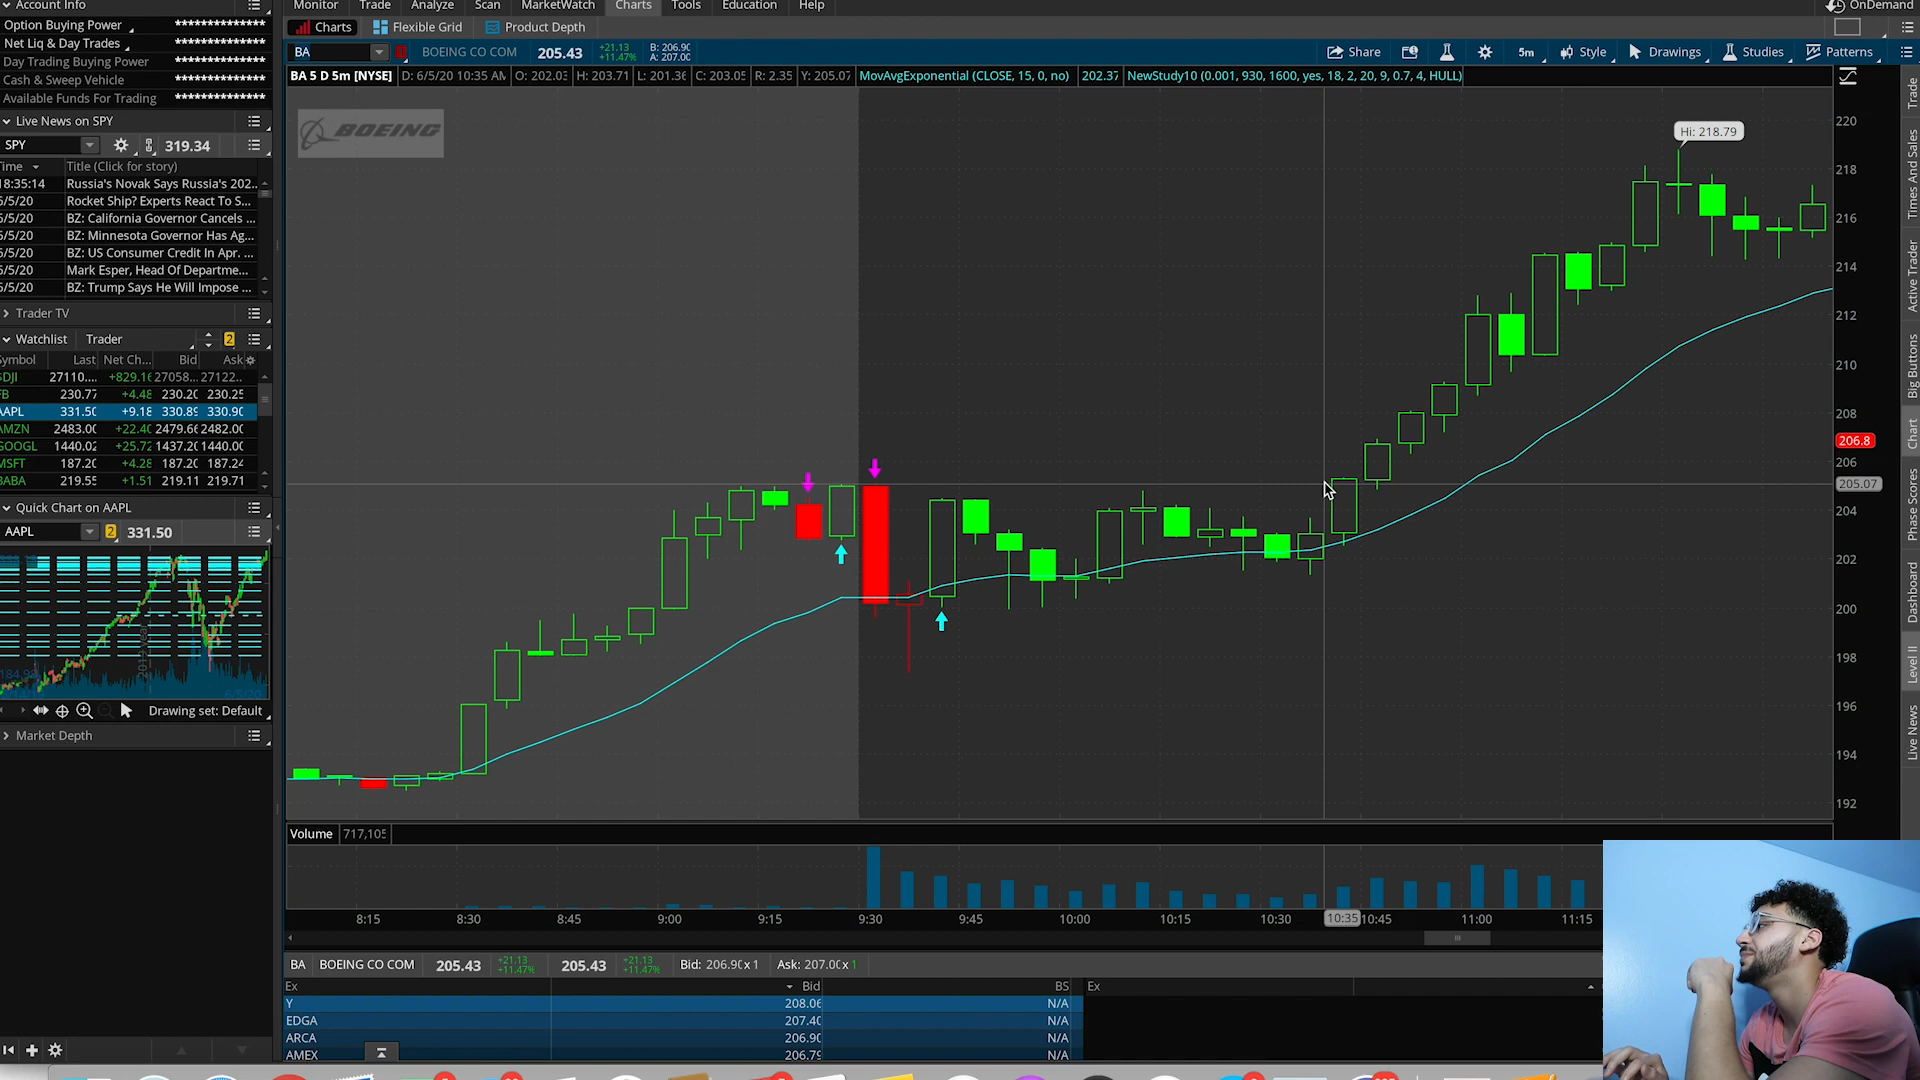 Account Info
Option Buying Power **************
Net Liq & Day Trades **************
Day Trading Buying Power **************
Cash & Sweep Vehicle **************
Available Funds For Trading **************
Live News on SPY
SPY 319.34
Title (Click for story)
18:35:14 Russia's Novak Says Russia's 202...
6/5/20 Rocket Ship? Experts React To S...
6/5/20 BZ: California Governor Cancels ...
6/5/20 BZ: Minnesota Governor Has Ag...
6/5/20 BZ: US Consumer Credit In Apr. ...
6/5/20 Mark Esper, Head Of Departme...
6/5/20 BZ: Trump Says He Will Impose ...
Trader TV
Watchlist Trader 2
Symbol Last Net Ch... Bid Ask
$DJI 27110.... +829.16 27058... 27122...
FB 230.77 +4.48 230.20 230.25
AAPL 331.50 +9.18 330.89 330.90
AMZN 2483.00 +22.40 2479.66 2482.00
GOOGL 1440.02 +25.72 1437.20 1440.00
MSFT 187.20 +4.28 187.20 187.24
BABA 219.55 +1.51 219.11 219.71
Quick Chart on AAPL
AAPL 2 331.50
Drawing set: Default
Market Depth
Monitor Trade Analyze Scan MarketWatch Charts Tools Education Help
OnDemand
Charts Flexible Grid Product Depth
BA BOEING CO COM 205.43 +21.13 +11.47% B: 206.90 A: 207.00
Share 5m Style Drawings Studies Patterns
BA 5 D 5m [NYSE] D: 6/5/20 10:35 AM O: 202.03 H: 203.71 L: 201.36 C: 203.05 R: 2.35 Y: 205.07 MovAvgExponential (CLOSE, 15, 0, no) 202.37 NewStudy10 (0.001, 930, 1600, yes, 18, 2, 20, 9, 0.7, 4, HULL)
BOEING
Hi: 218.79
220
218
216
214
212
210
208
206.8
206
205.07
204
202
200
198
196
194
192
Volume 717,105
8:15 8:30 8:45 9:00 9:15 9:30 9:45 10:00 10:15 10:30 10:35 10:45 11:00 11:15
BA BOEING CO COM 205.43 +21.13 +11.47% 205.43 +21.13 +11.47% Bid: 206.90 x 1 Ask: 207.00 x 1
Ex Bid BS Ex
Y 208.06 N/A
EDGA 207.40 N/A
ARCA 206.90 N/A
AMEX 206.79 N/A
Trade
Times And Sales
Active Trader
Big Buttons
Chart
Phase Scores
Dashboard
Level II
Live News